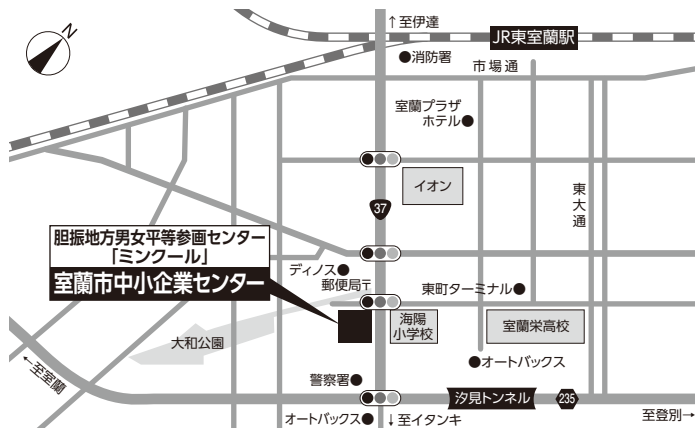 N
↑至伊達
JR東室蘭駅
●消防署
市場通
室蘭プラザ
ホテル●
イオン
37
東大通
胆振地方男女平等参画センター
「ミンクール」
室蘭市中小企業センター
ディノス●
郵便局〒
東町ターミナル●
海陽
小学校
室蘭栄高校
大和公園
←至室蘭
●オートバックス
警察署●
汐見トンネル
235
オートバックス●
↓至イタンキ
至登別→